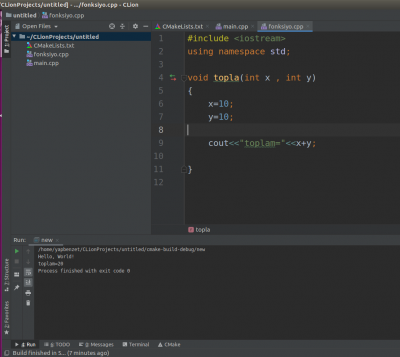 CLionProjects/untitled] - .../fonksiyo.cpp - CLion
untitled fonksiyo.cpp
Open Files
CMakeLists.txt main.cpp fonksiyo.cpp
1: Project
~/CLionProjects/untitled
CMakeLists.txt
fonksiyo.cpp
main.cpp
1 #include <iostream>
2 using namespace std;
3
4 void topla(int x , int y)
5 {
6 x=10;
7 y=10;
8
9 cout<<"toplam="<<x+y;
10
11 }
12
topla
Run: new
/home/yapbenzet/CLionProjects/untitled/cmake-build-debug/new
Hello, World!
toplam=20
Process finished with exit code 0
Z: Structure
2: Favorites
4: Run 6: TODO 0: Messages Terminal CMake
Build finished in 5... (7 minutes ago)